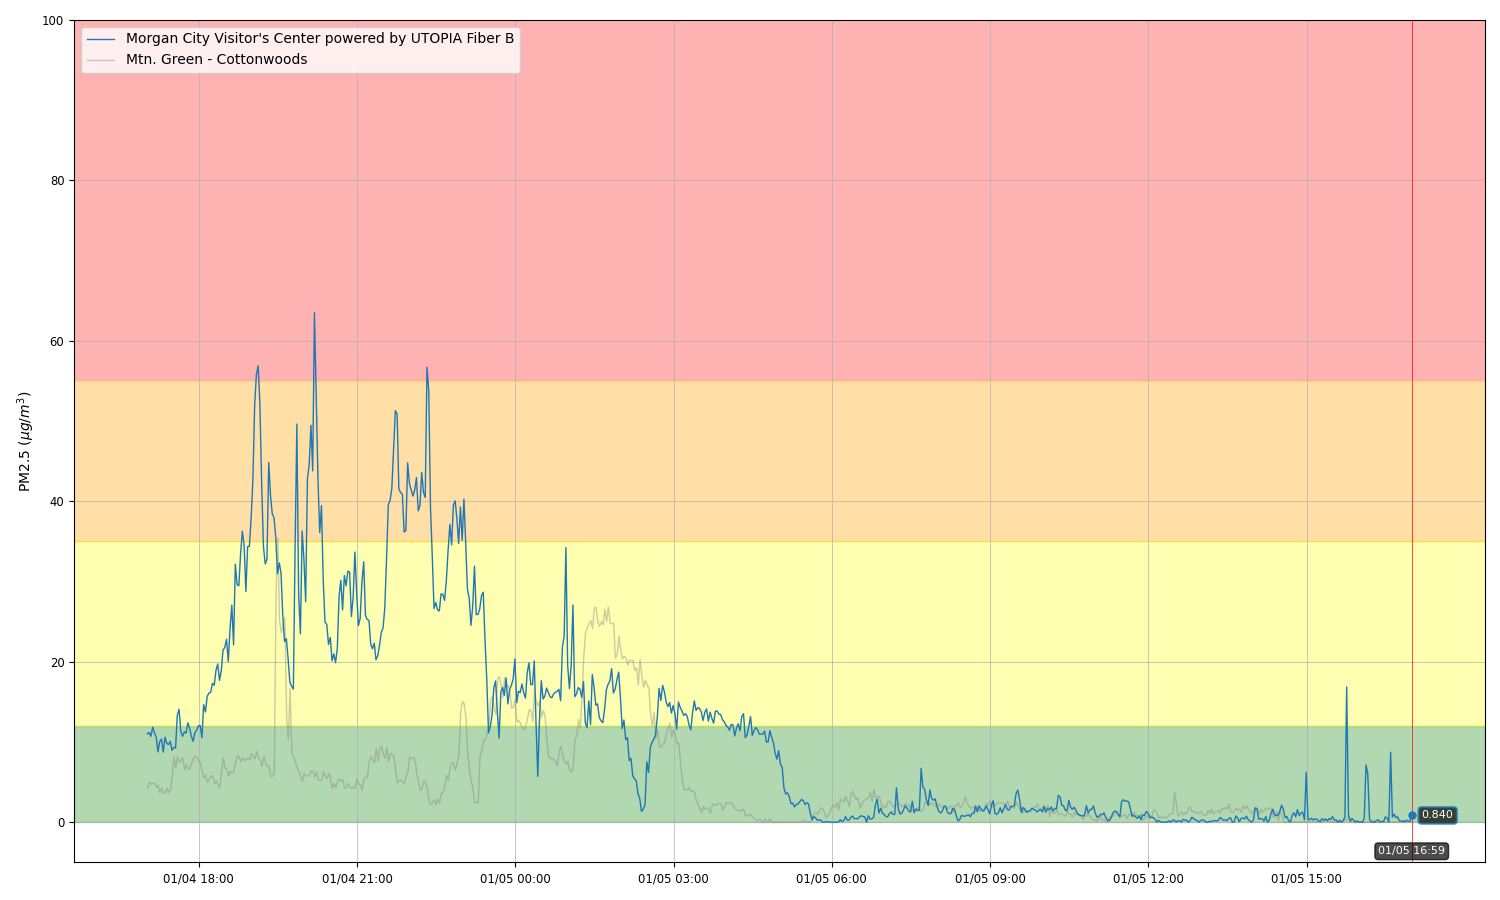 100
Morgan City Visitor's Center powered by UTOPIA Fiber B
Mtn. Green - Cottonwoods
80
60
PM2.5 (μg/m³)
40
20
0
0.840
01/05 16:59
01/04 18:00 01/04 21:00 01/05 00:00 01/05 03:00 01/05 06:00 01/05 09:00 01/05 12:00 01/05 15:00